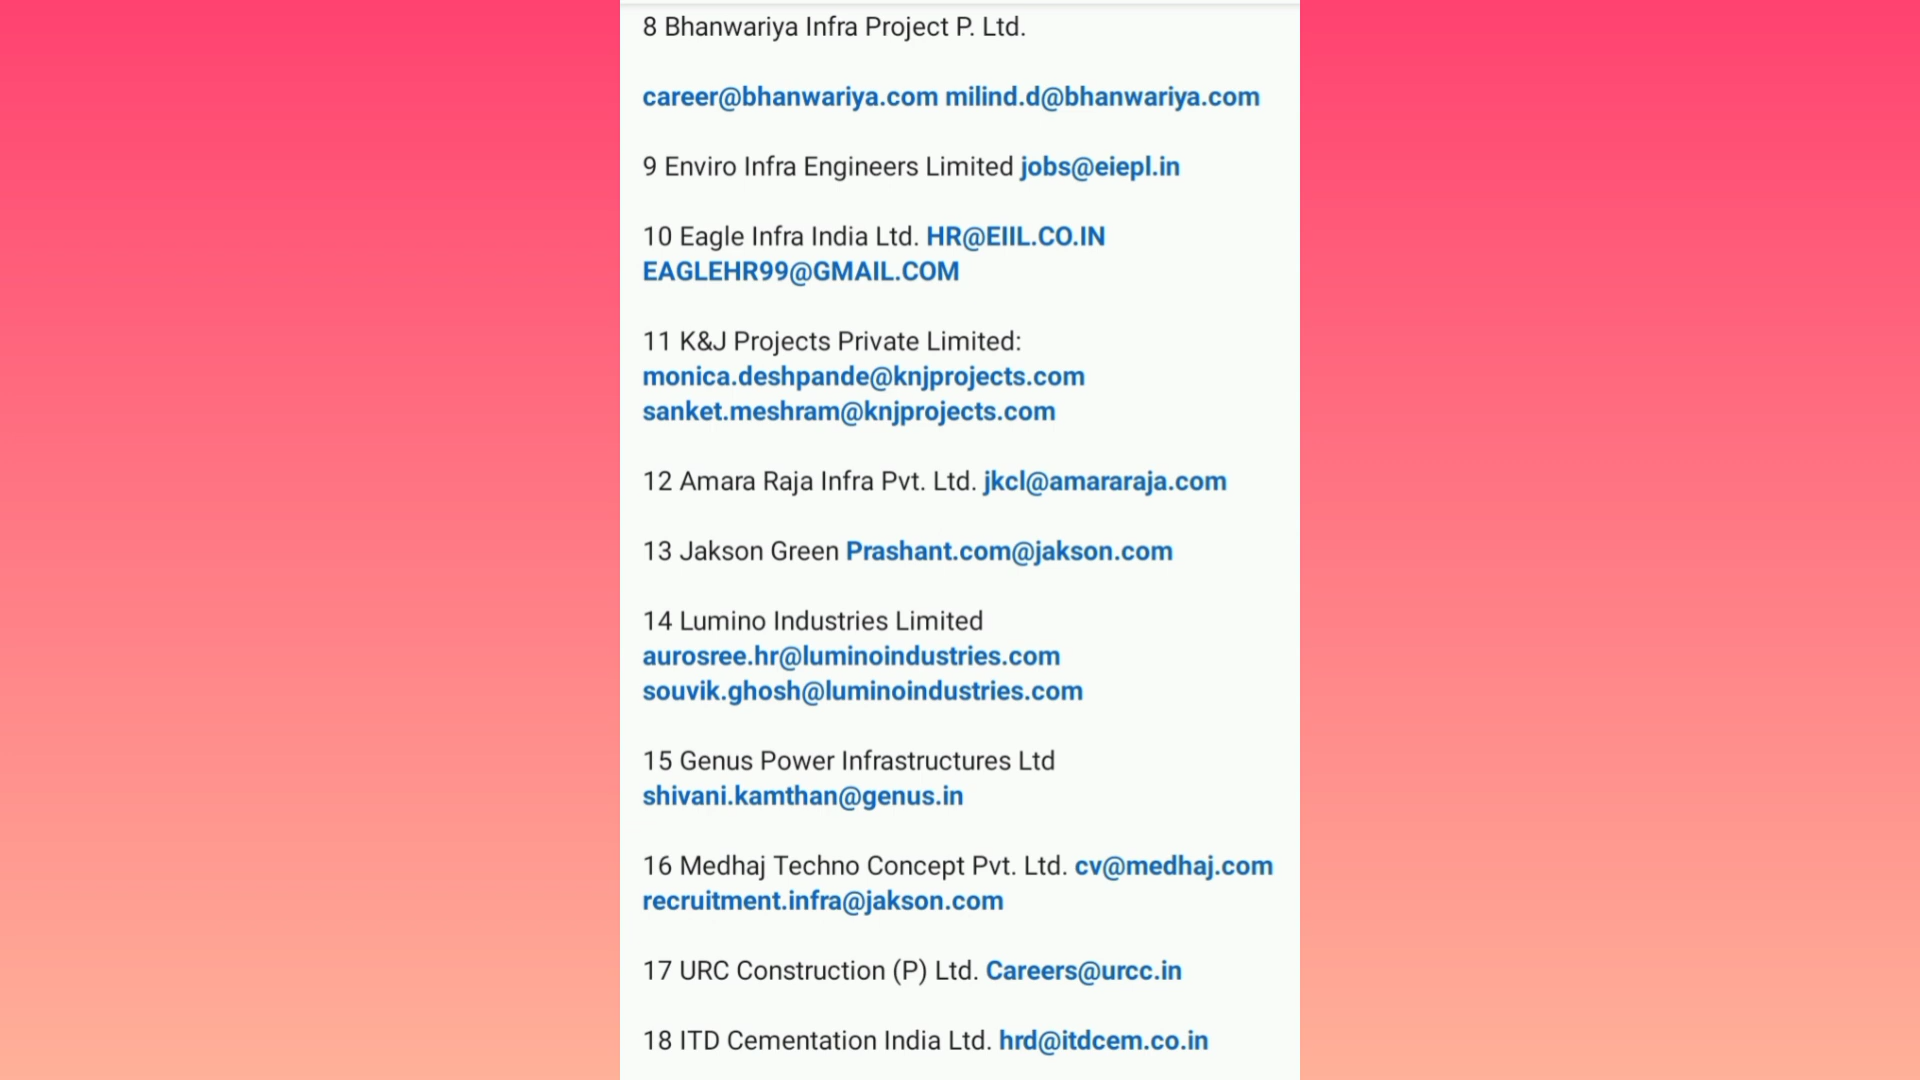 8 Bhanwariya Infra Project P. Ltd.
career@bhanwariya.com milind.d@bhanwariya.com
9 Enviro Infra Engineers Limited jobs@eiepl.in
10 Eagle Infra India Ltd. HR@EIIL.CO.IN
EAGLEHR99@GMAIL.COM
11 K&J Projects Private Limited:
monica.deshpande@knjprojects.com
sanket.meshram@knjprojects.com
12 Amara Raja Infra Pvt. Ltd. jkcl@amararaja.com
13 Jakson Green Prashant.com@jakson.com
14 Lumino Industries Limited
aurosree.hr@luminoindustries.com
souvik.ghosh@luminoindustries.com
15 Genus Power Infrastructures Ltd
shivani.kamthan@genus.in
16 Medhaj Techno Concept Pvt. Ltd. cv@medhaj.com
recruitment.infra@jakson.com
17 URC Construction (P) Ltd. Careers@urcc.in
18 ITD Cementation India Ltd. hrd@itdcem.co.in